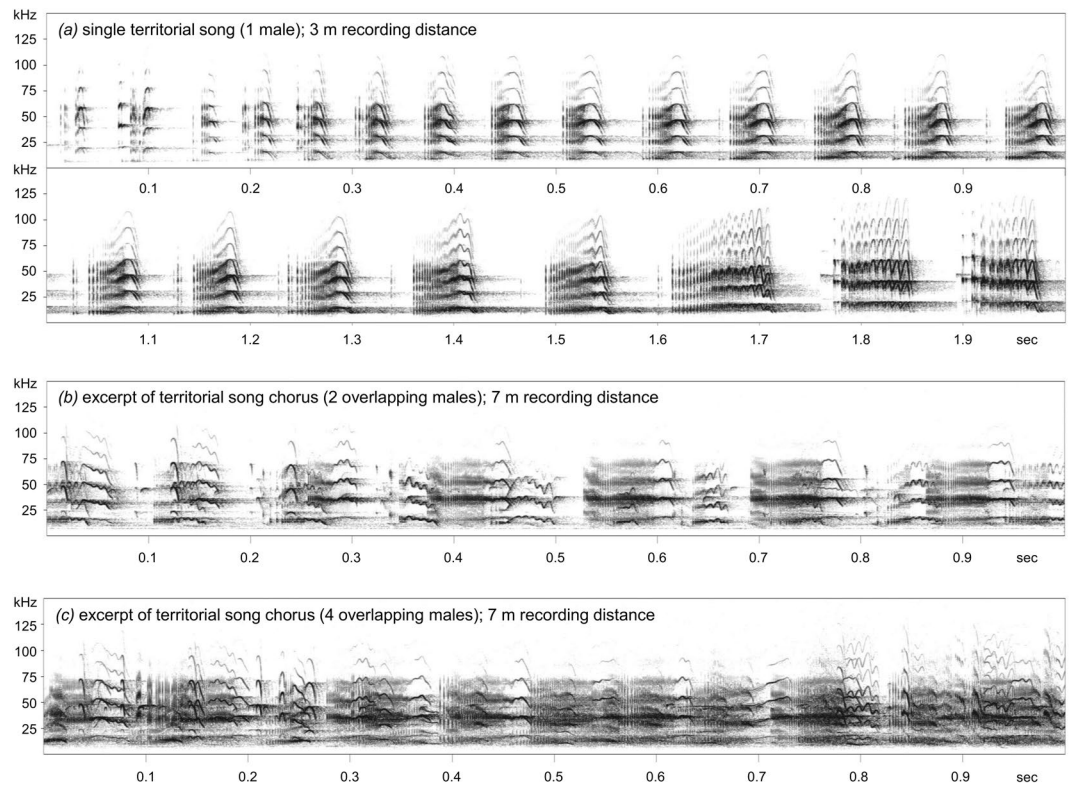 kHz
(a) single territorial song (1 male); 3 m recording distance
125
100
75
50
25
0.1 0.2 0.3 0.4 0.5 0.6 0.7 0.8 0.9
kHz
125
100
75
50
25
1.1 1.2 1.3 1.4 1.5 1.6 1.7 1.8 1.9 sec
kHz
(b) excerpt of territorial song chorus (2 overlapping males); 7 m recording distance
125
100
75
50
25
0.1 0.2 0.3 0.4 0.5 0.6 0.7 0.8 0.9 sec
kHz
(c) excerpt of territorial song chorus (4 overlapping males); 7 m recording distance
125
100
75
50
25
0.1 0.2 0.3 0.4 0.5 0.6 0.7 0.8 0.9 sec